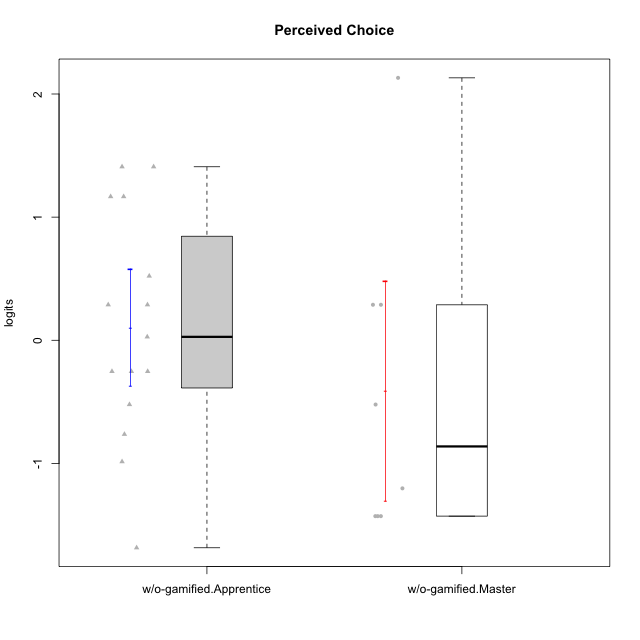 Perceived Choice
logits
2
1
0
-1
w/o-gamified.Apprentice
w/o-gamified.Master